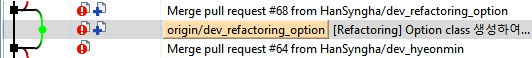 Merge pull request #68 from HanSyngha/dev_refactoring_option
origin/dev_refactoring_option [Refactoring] Option class 생성하여...
Merge pull request #64 from HanSyngha/dev_hyeonmin